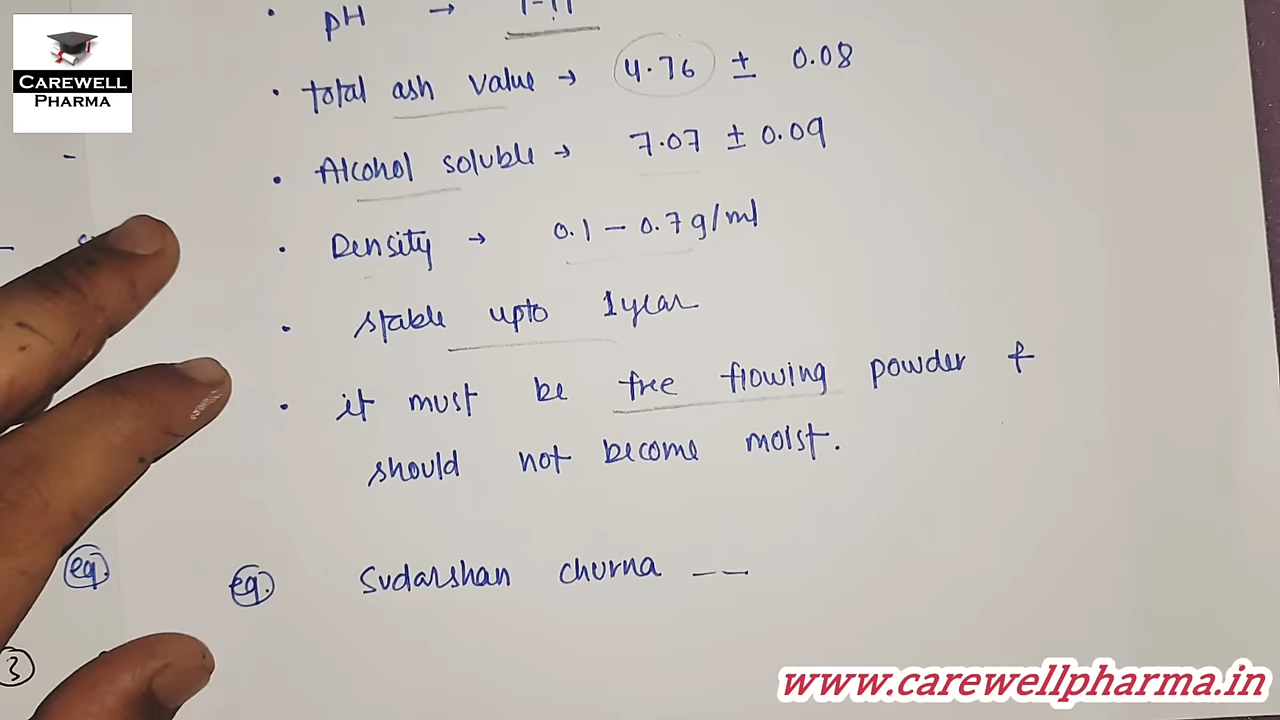 CAREWELL
PHARMA
• pH →
• Total ash value → 4.76 ± 0.08
• Alcohol soluble → 7.07 ± 0.09
• Density → 0.1 – 0.7 g/ml
• stable upto 1 year
• it must be free flowing powder &
should not become moist.
eg. eg. Sudarshan churna – –
3
www.carewellpharma.in